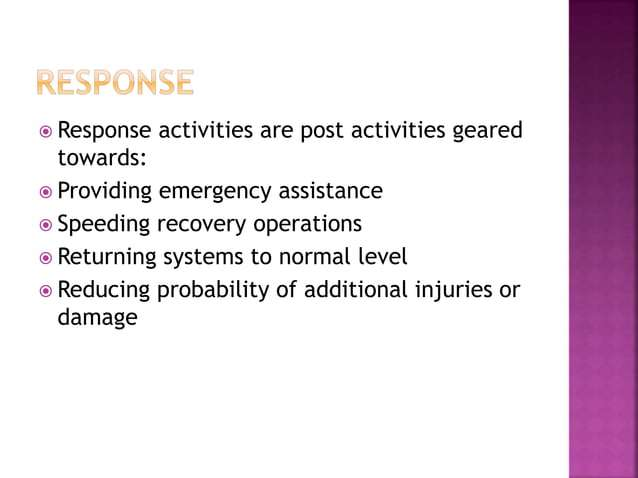 RESPONSE
Response activities are post activities geared
towards:
Providing emergency assistance
Speeding recovery operations
Returning systems to normal level
Reducing probability of additional injuries or
damage